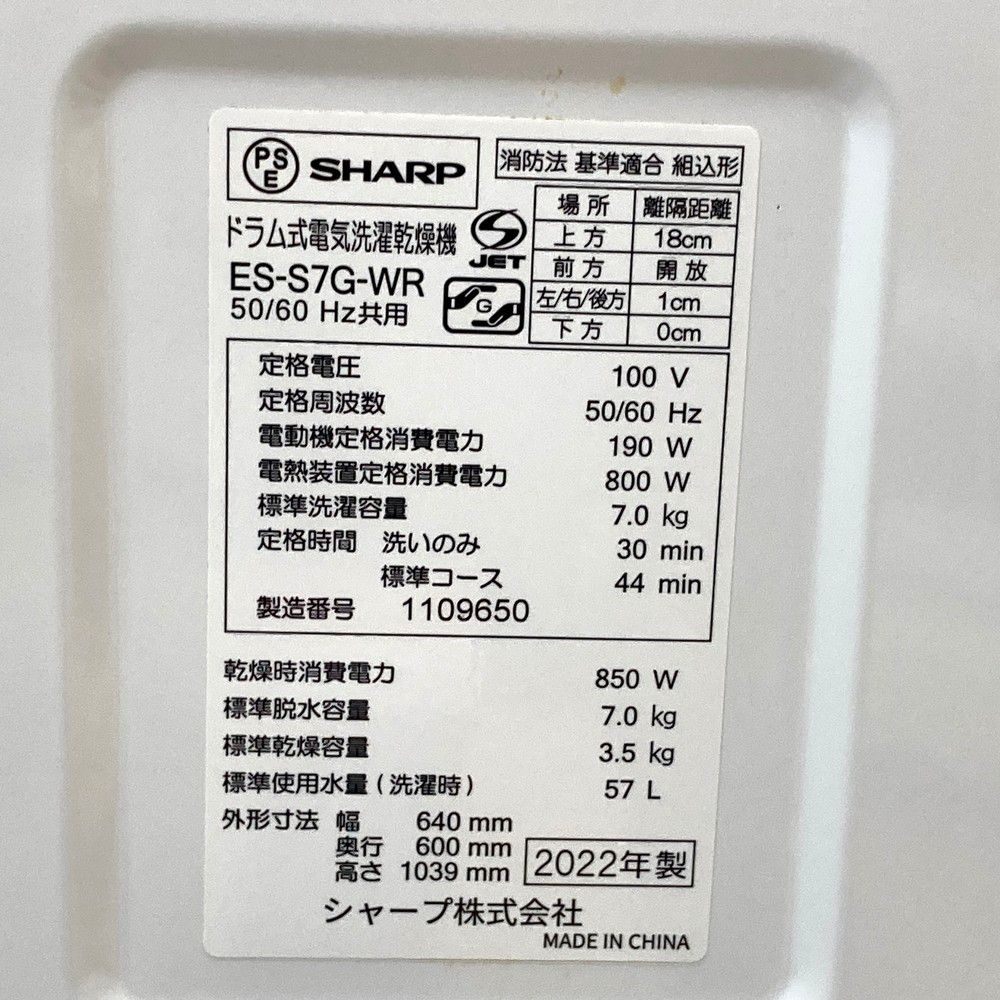 PSE SHARP
消防法 基準適合 組込形
場所 離隔距離
上方 18cm
前方 開放
左/右/後方 1cm
下方 0cm
ドラム式電気洗濯乾燥機
ES-S7G-WR
50/60 Hz共用
S JET
G
定格電圧 100 V
定格周波数 50/60 Hz
電動機定格消費電力 190 W
電熱装置定格消費電力 800 W
標準洗濯容量 7.0 kg
定格時間 洗いのみ 30 min
標準コース 44 min
製造番号 1109650
乾燥時消費電力 850 W
標準脱水容量 7.0 kg
標準乾燥容量 3.5 kg
標準使用水量(洗濯時) 57 L
外形寸法 幅 640 mm
奥行 600 mm
高さ 1039 mm
2022年製
シャープ株式会社
MADE IN CHINA